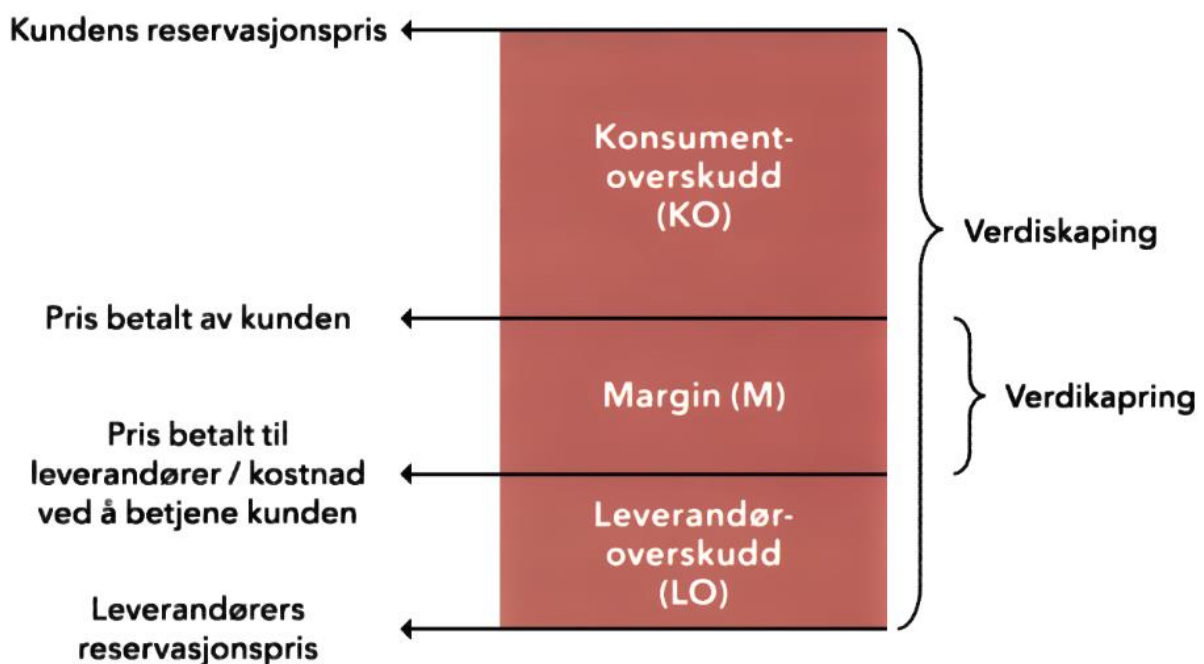 Kundens reservasjonspris
Konsument-
overskudd
(KO)
Verdiskaping
Pris betalt av kunden
Margin (M)
Verdikapring
Pris betalt til
leverandører / kostnad
ved å betjene kunden
Leverandør-
overskudd
(LO)
Leverandørers
reservasjonspris